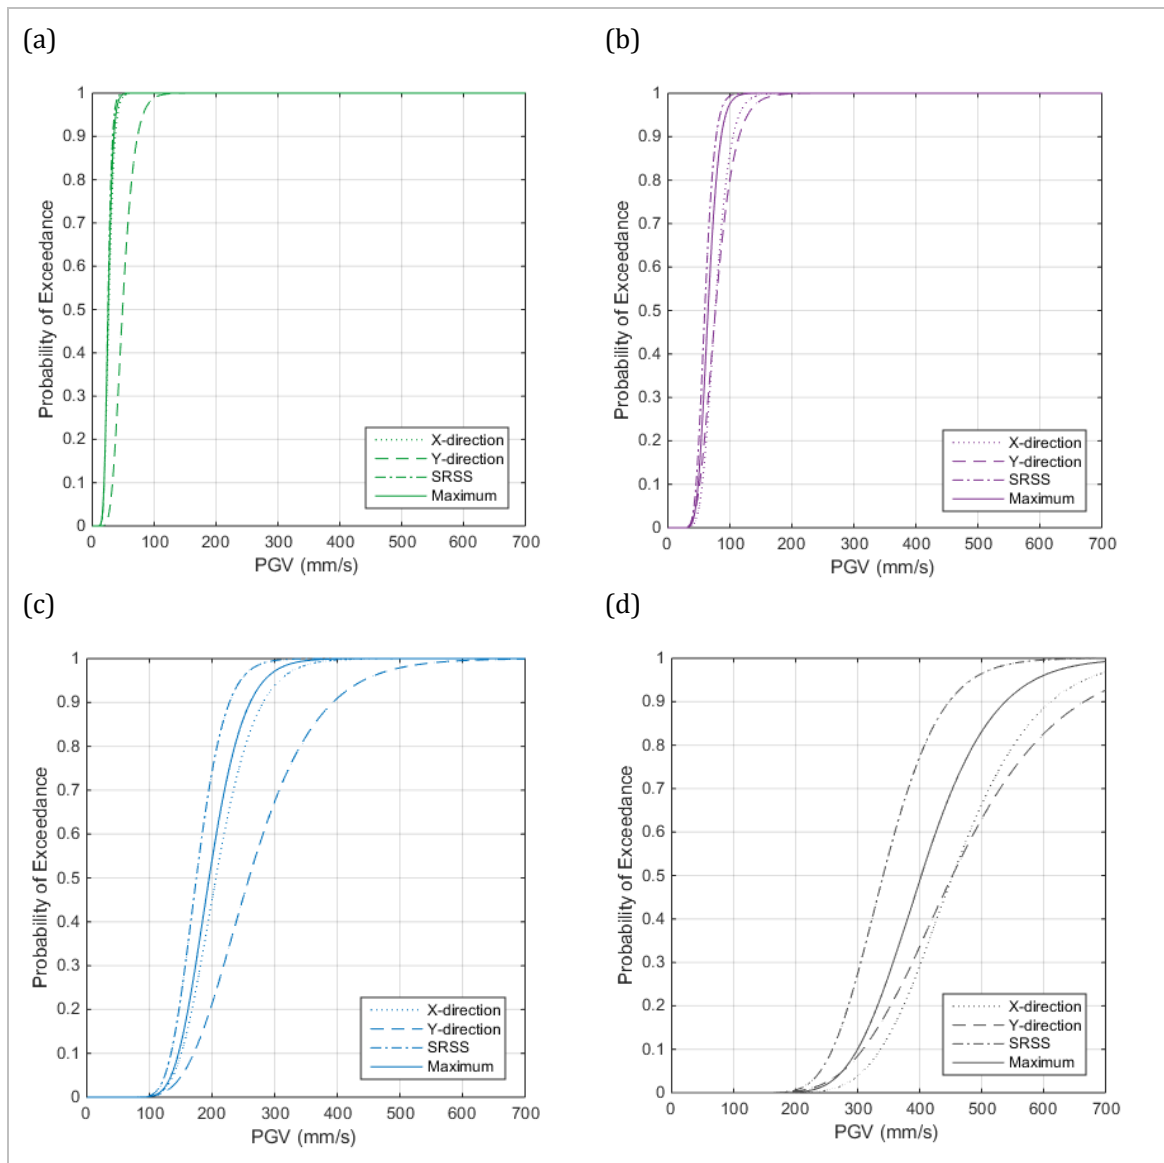 (a)
(b)
Probability of Exceedance
1
0.9
0.8
0.7
0.6
0.5
0.4
0.3
0.2
0.1
0
0 100 200 300 400 500 600 700
PGV (mm/s)
X-direction
Y-direction
SRSS
Maximum
Probability of Exceedance
1
0.9
0.8
0.7
0.6
0.5
0.4
0.3
0.2
0.1
0
0 100 200 300 400 500 600 700
PGV (mm/s)
X-direction
Y-direction
SRSS
Maximum
(c)
(d)
Probability of Exceedance
1
0.9
0.8
0.7
0.6
0.5
0.4
0.3
0.2
0.1
0
0 100 200 300 400 500 600 700
PGV (mm/s)
X-direction
Y-direction
SRSS
Maximum
Probability of Exceedance
1
0.9
0.8
0.7
0.6
0.5
0.4
0.3
0.2
0.1
0
0 100 200 300 400 500 600 700
PGV (mm/s)
X-direction
Y-direction
SRSS
Maximum